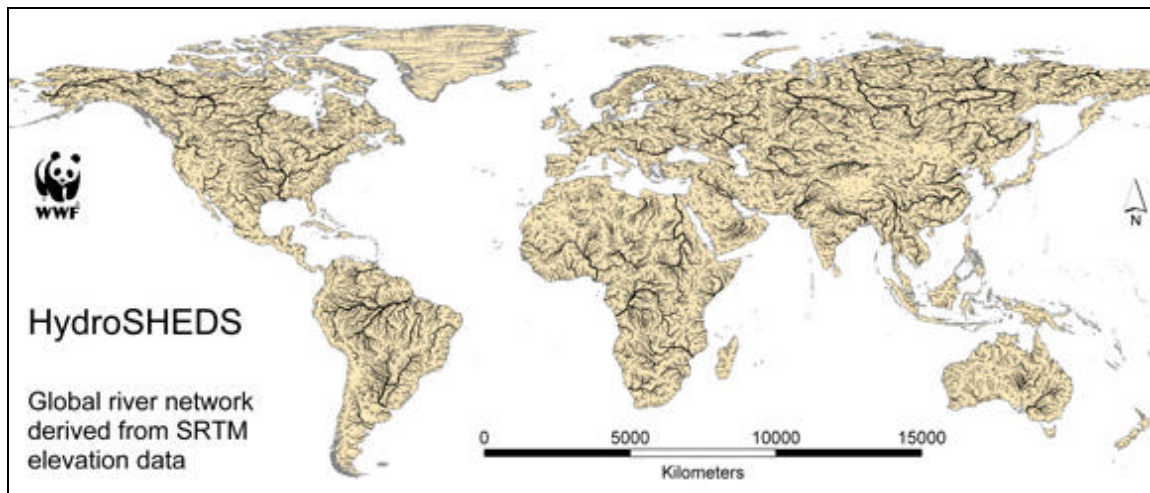 WWF
N
HydroSHEDS
Global river network
derived from SRTM
elevation data
0 5000 10000 15000
Kilometers